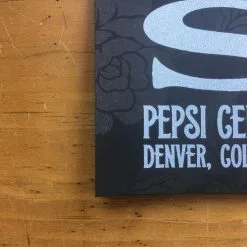 S
PEPSI CE
DENVER, COL